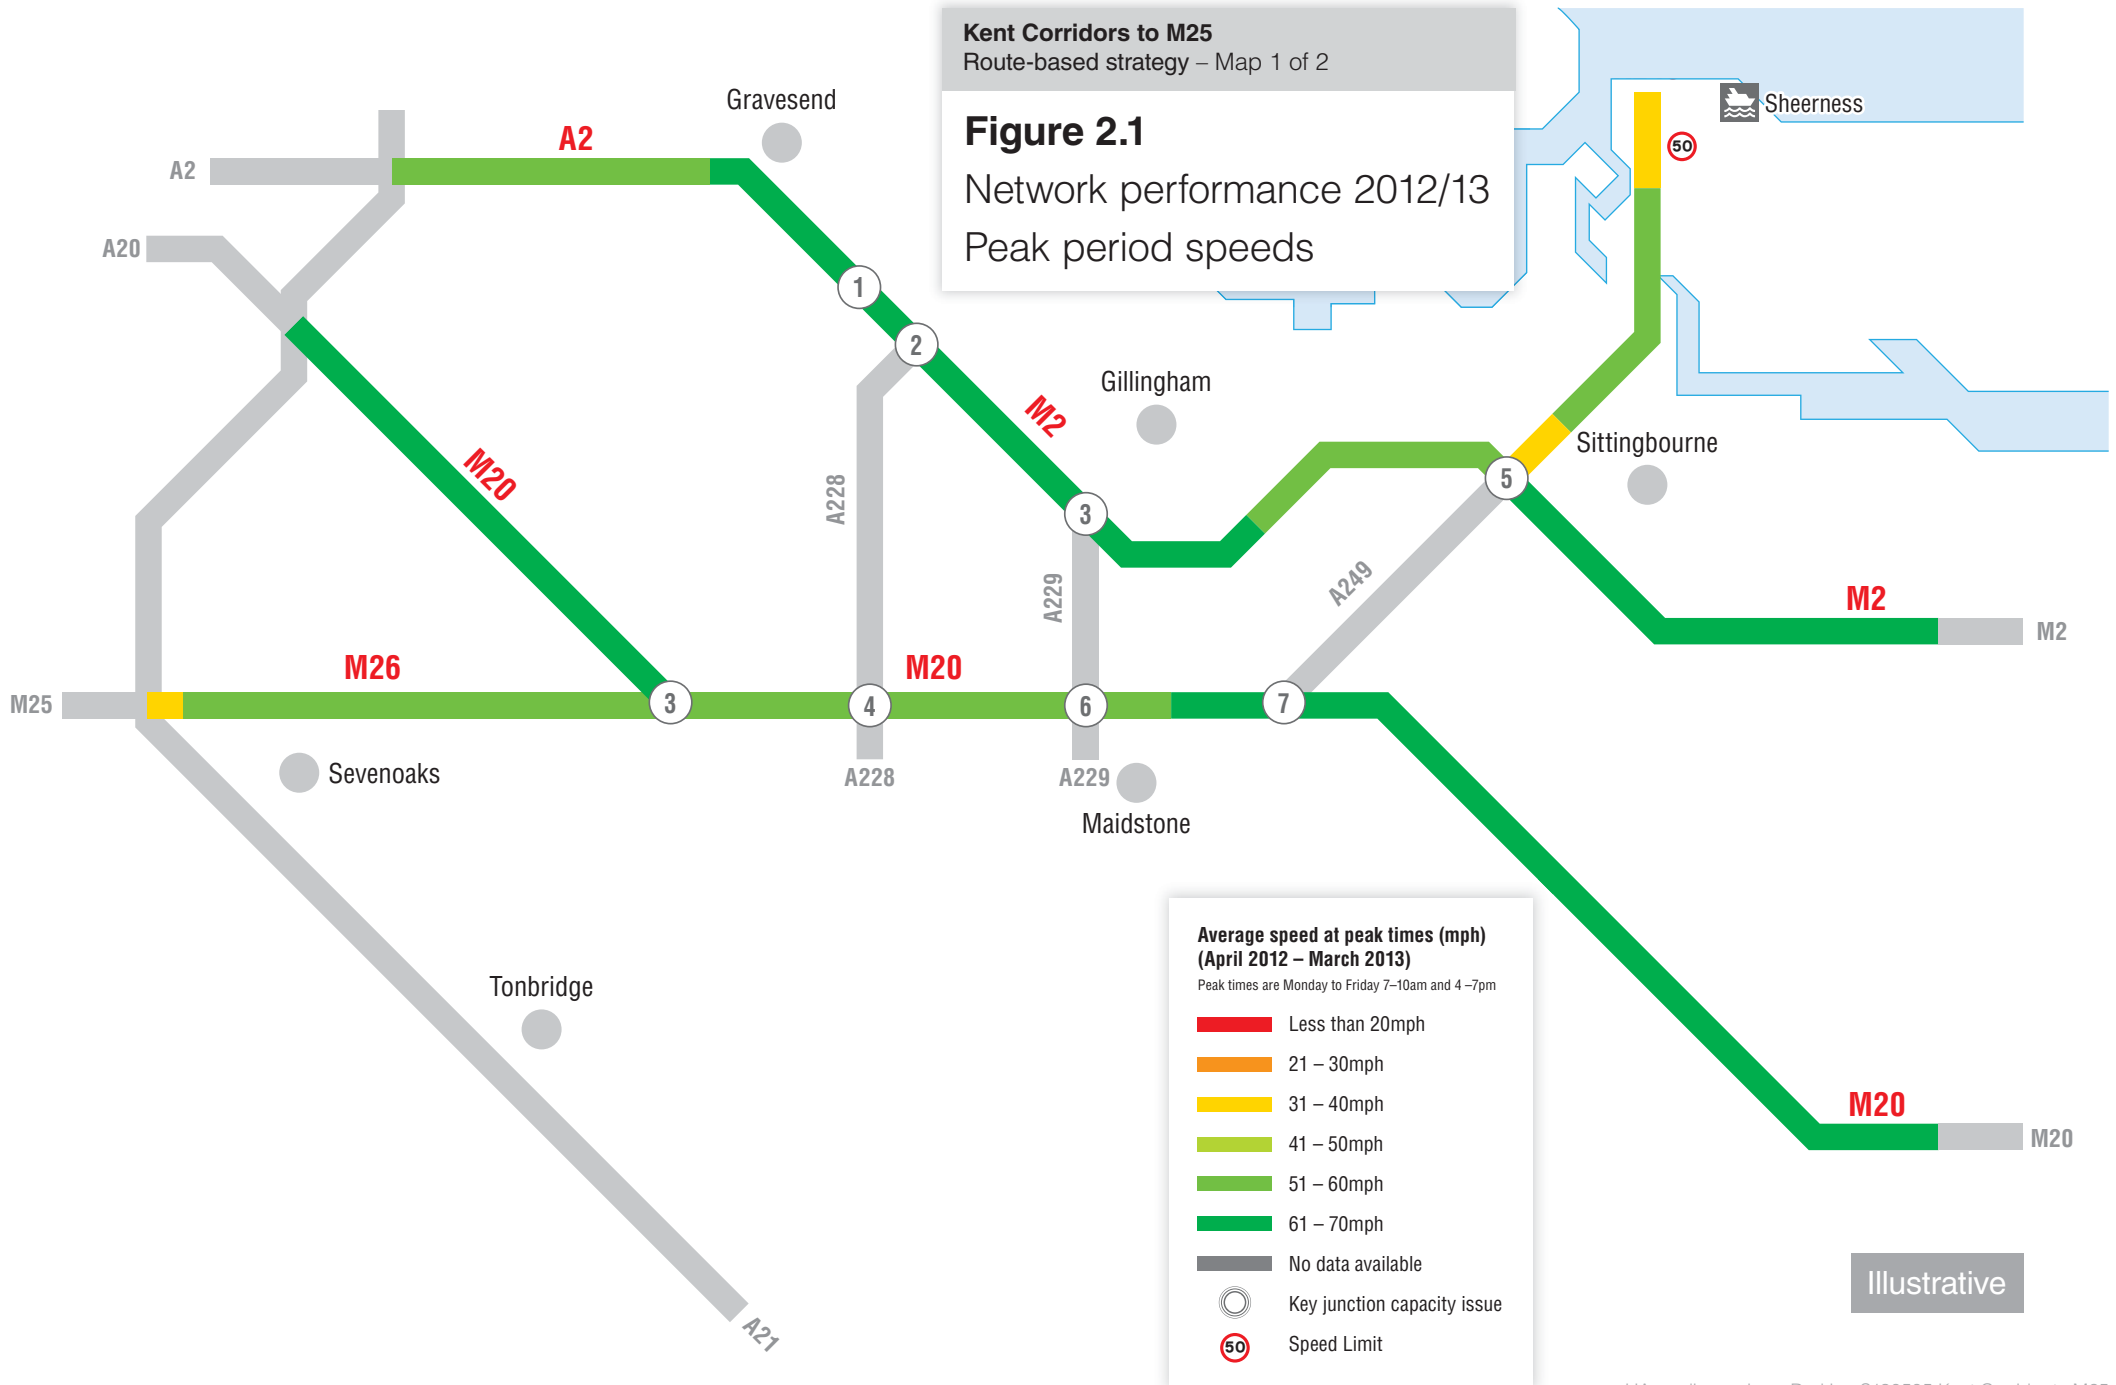 Kent Corridors to M25
Route-based strategy – Map 1 of 2
Figure 2.1
Network performance 2012/13
Peak period speeds
Gravesend
Sheerness
50
A2
A2
A20
1
2
Gillingham
M2
M20
Sittingbourne
5
A228
3
A229
A249
M2
M2
M26
M20
M25
3
4
6
7
Sevenoaks
A228
A229
Maidstone
Tonbridge
A21
M20
M20
Average speed at peak times (mph)
(April 2012 – March 2013)
Peak times are Monday to Friday 7–10am and 4 –7pm
Less than 20mph
21 – 30mph
31 – 40mph
41 – 50mph
51 – 60mph
61 – 70mph
No data available
Key junction capacity issue
50
Speed Limit
Illustrative